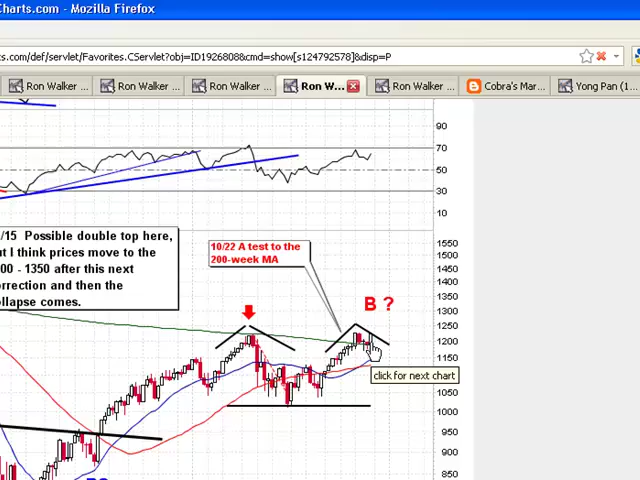 Charts.com - Mozilla Firefox
s.com/def/servlet/Favorites.CServlet?obj=ID1926808&cmd=show[s124792578]&disp=P
Ron Walker ...
Ron Walker ...
Ron Walker ...
Ron W...
Ron Walker ...
Cobra's Mar...
Yong Pan (1...
90
70
50
30
10
/15 Possible double top here,
ut I think prices move to the
00 - 1350 after this next
orrection and then the
ollapse comes.
10/22 A test to the
200-week MA
B ?
1550
1500
1450
1400
1350
1300
1250
1200
1150
click for next chart
1050
1000
950
900
850